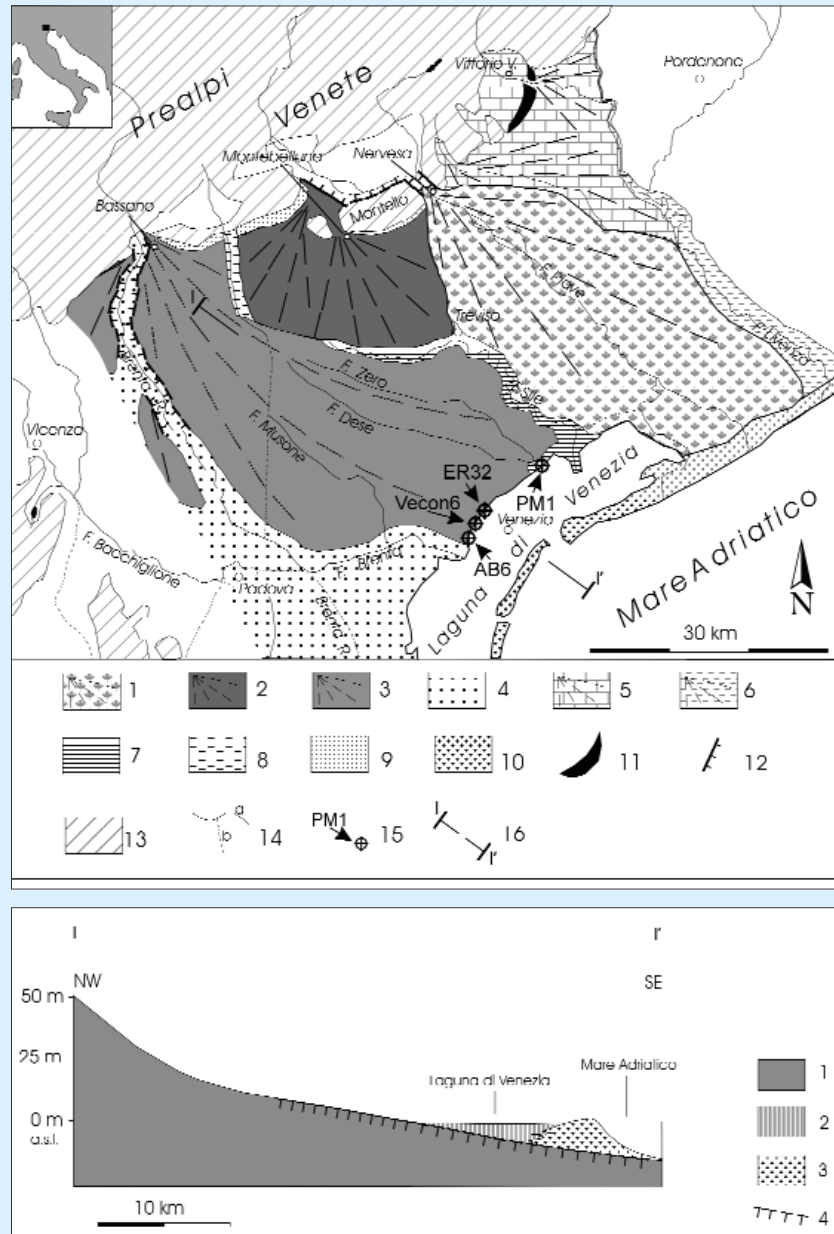 Prealpi Venete
Vittorio V.
Pordenone
Montebelluna
Nervesa
Bassano
Montello
F. Piave
Treviso
F. Livenza
I
F. Zero
F. Sile
F. Dese
F. Musone
Vicenza
ER32
Vecon6
PM1
Venezia
AB6
Laguna di Venezia
I'
Mare Adriatico
F. Bacchiglione
Padova
F. Brenta
Brenta R.
N
30 km
1 2 3 4 5 6
7 8 9 10 11 12
13 a b 14 PM1 15 I I' 16
I I'
NW SE
50 m
25 m
0 m
a.s.l.
Laguna di Venezia
Mare Adriatico
1
2
3
4
10 km